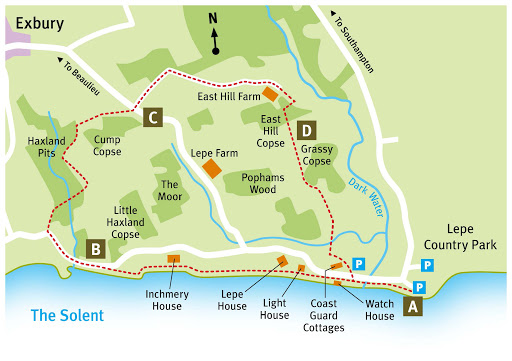 Exbury
N
To Southampton
To Beaulieu
East Hill Farm
C
Haxland
Pits
Cump
Copse
East
Hill
Copse
D
Grassy
Copse
Lepe Farm
The
Moor
Pophams
Wood
Dark Water
Little
Haxland
Copse
Lepe
Country Park
B
P
P
P
A
Inchmery
House
Lepe
House
Light
House
Coast
Guard
Cottages
Watch
House
The Solent